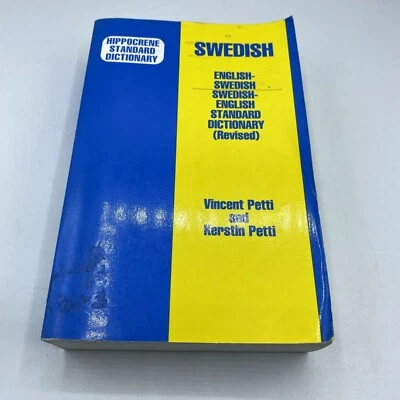 HIPPOCRENE
STANDARD
DICTIONARY
SWEDISH
ENGLISH-
SWEDISH
SWEDISH-
ENGLISH
STANDARD
DICTIONARY
(Revised)
Vincent Petti
and
Kerstin Petti